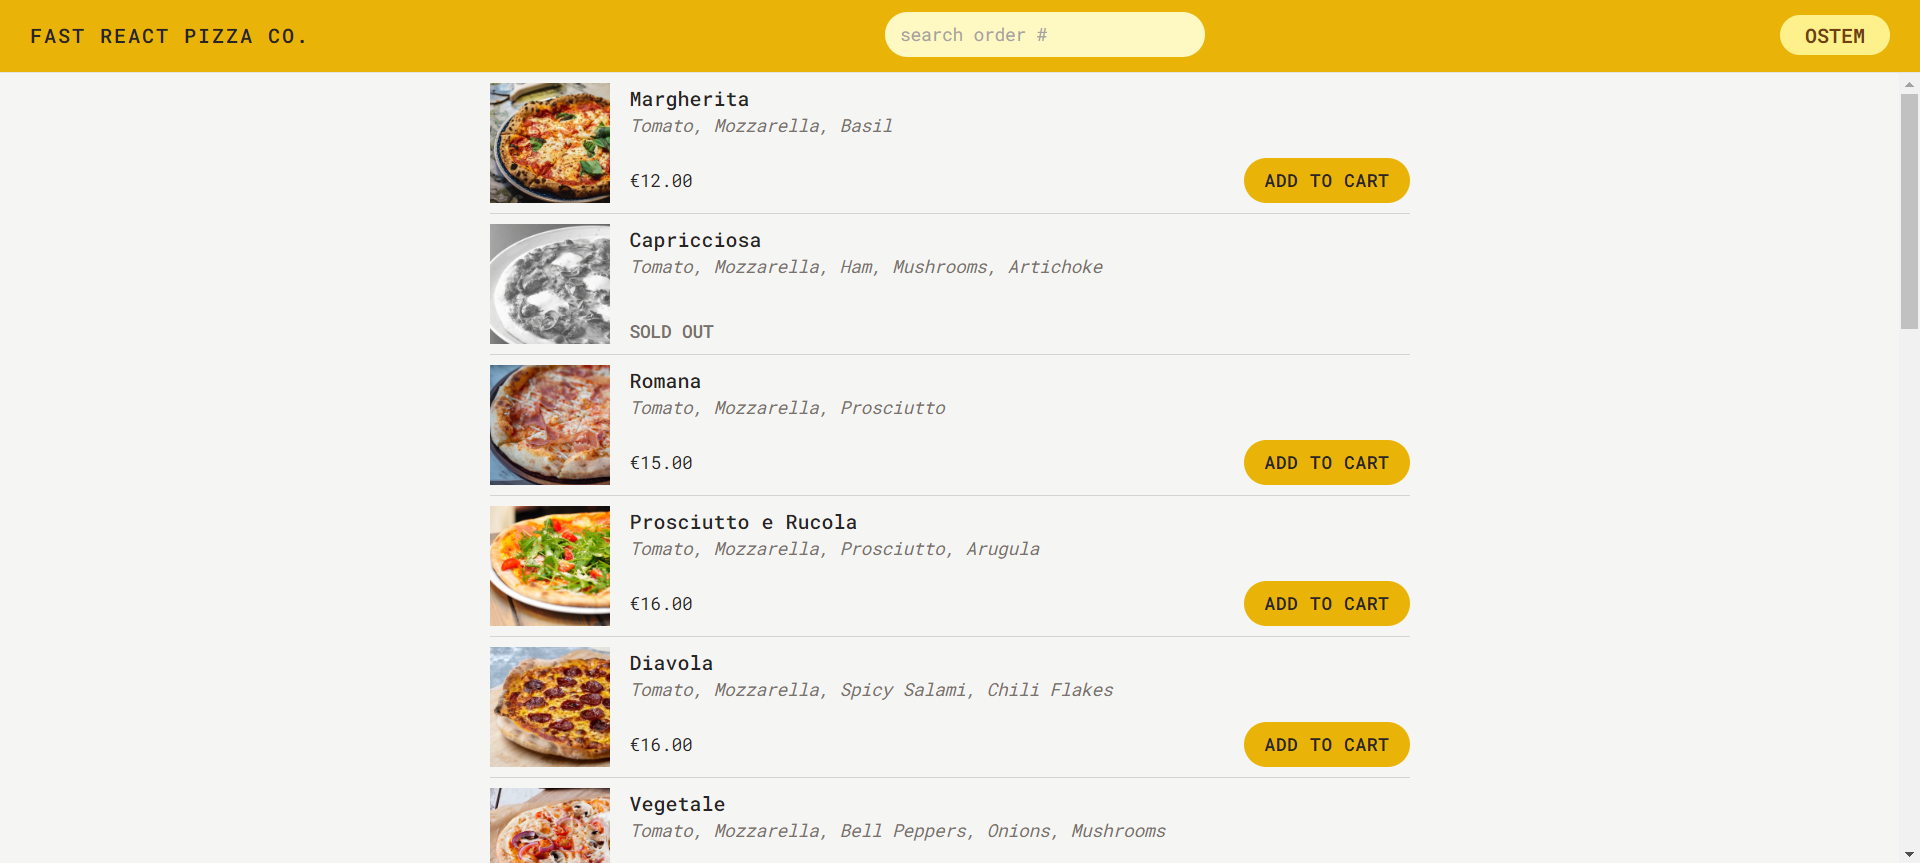 FAST REACT PIZZA CO.
search order #
OSTEM
Margherita
Tomato, Mozzarella, Basil
€12.00
ADD TO CART
Capricciosa
Tomato, Mozzarella, Ham, Mushrooms, Artichoke
SOLD OUT
Romana
Tomato, Mozzarella, Prosciutto
€15.00
ADD TO CART
Prosciutto e Rucola
Tomato, Mozzarella, Prosciutto, Arugula
€16.00
ADD TO CART
Diavola
Tomato, Mozzarella, Spicy Salami, Chili Flakes
€16.00
ADD TO CART
Vegetale
Tomato, Mozzarella, Bell Peppers, Onions, Mushrooms